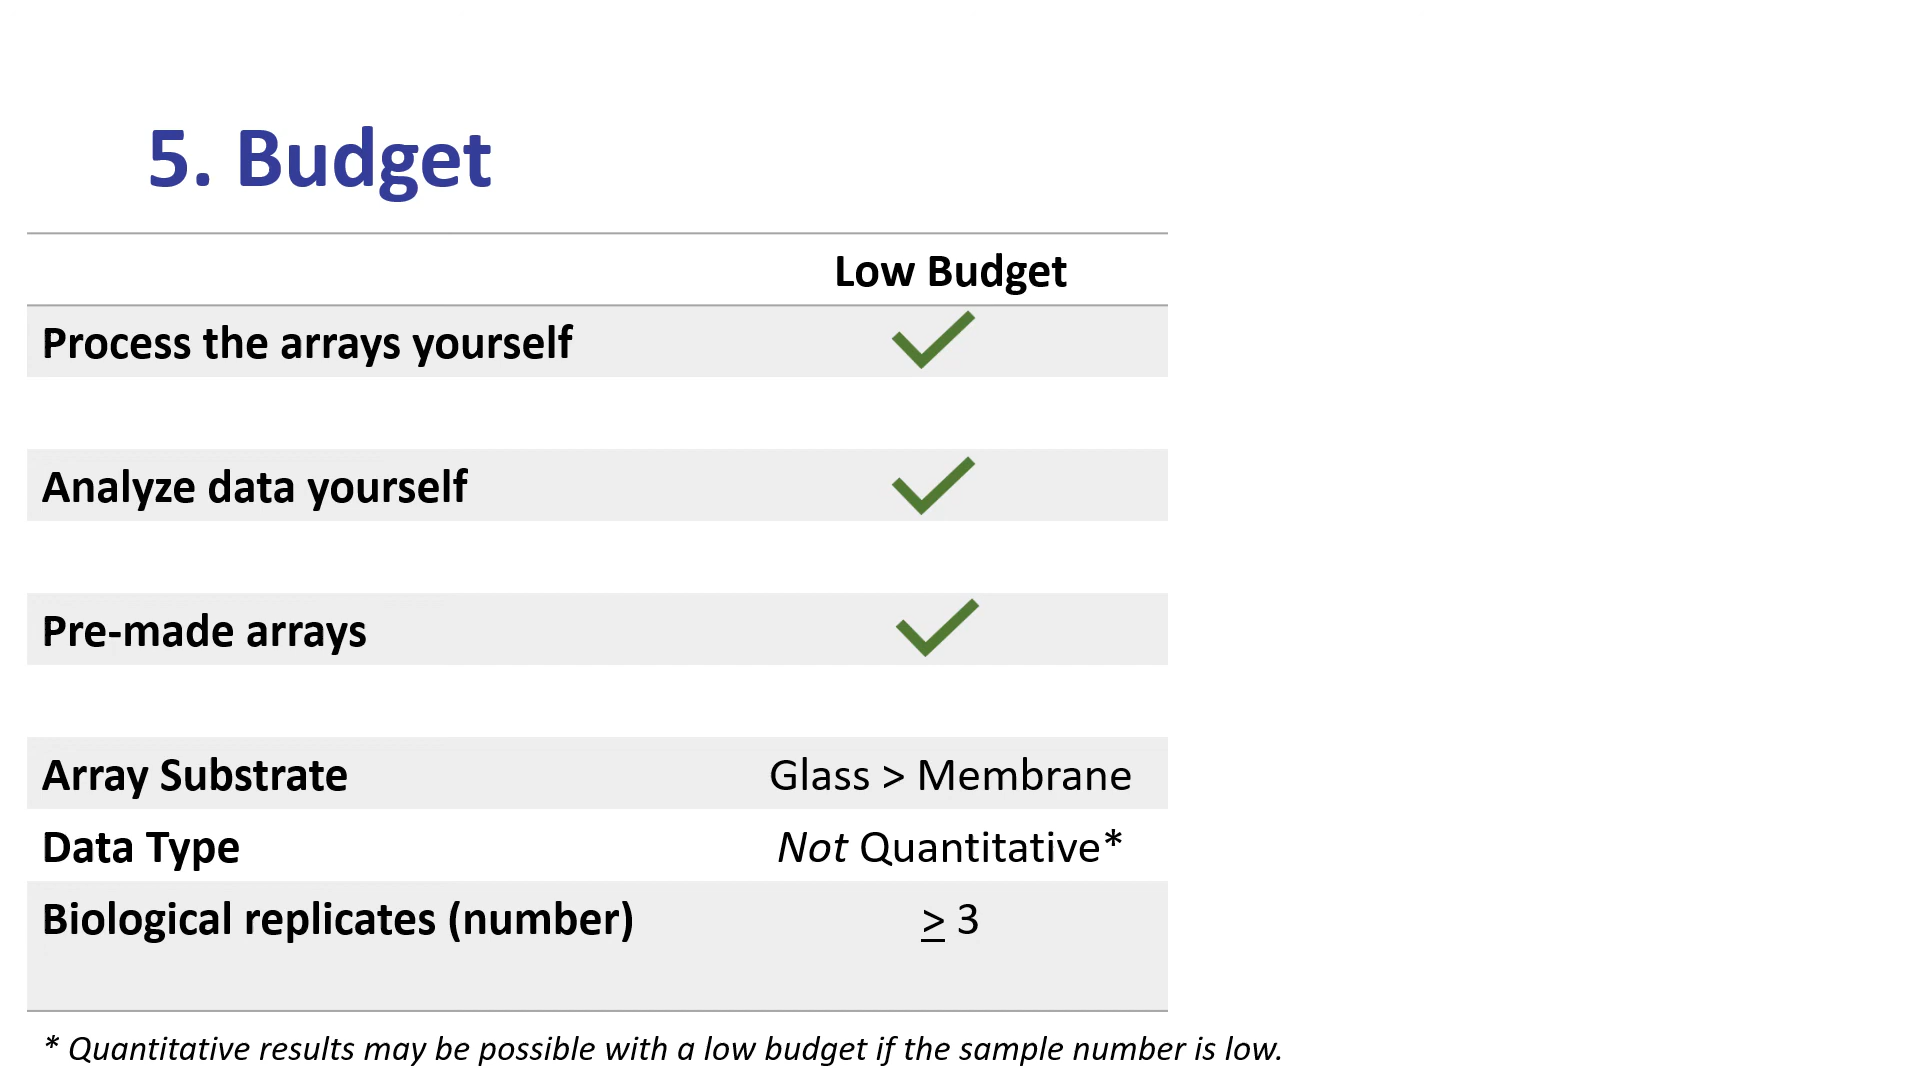 5. Budget
Low Budget
Process the arrays yourself
Analyze data yourself
Pre-made arrays
Array Substrate Glass > Membrane
Data Type Not Quantitative*
Biological replicates (number) ≥ 3
* Quantitative results may be possible with a low budget if the sample number is low.